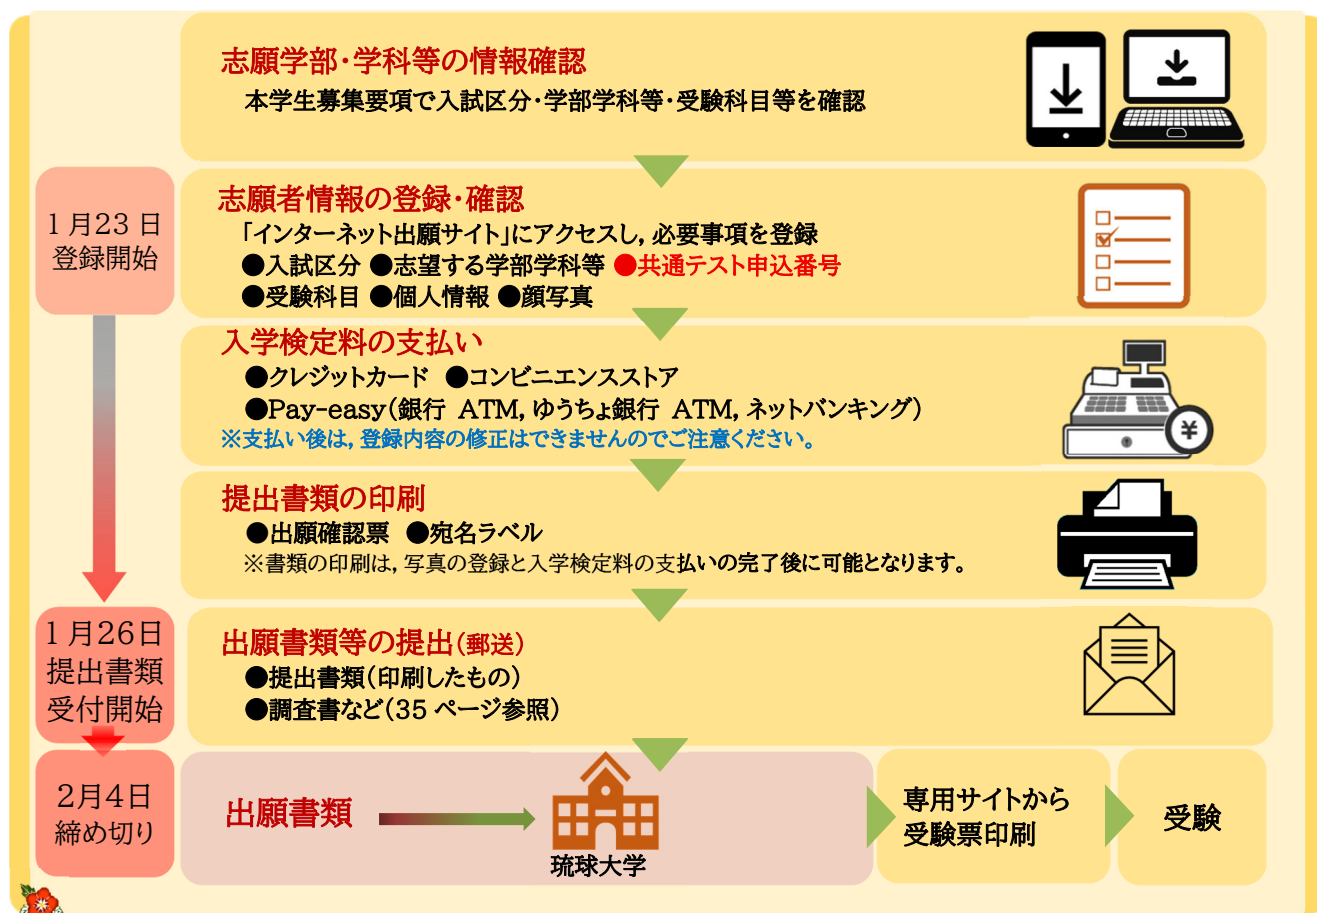 志願学部・学科等の情報確認
本学生募集要項で入試区分・学部学科等・受験科目等を確認
1月23日
登録開始
志願者情報の登録・確認
「インターネット出願サイト」にアクセスし，必要事項を登録
●入試区分 ●志望する学部学科等 ●共通テスト申込番号
●受験科目 ●個人情報 ●顔写真
入学検定料の支払い
●クレジットカード ●コンビニエンスストア
●Pay-easy（銀行 ATM，ゆうちょ銀行 ATM，ネットバンキング）
※支払い後は，登録内容の修正はできませんのでご注意ください。
¥
提出書類の印刷
●出願確認票 ●宛名ラベル
※書類の印刷は，写真の登録と入学検定料の支払いの完了後に可能となります。
1月26日
提出書類
受付開始
出願書類等の提出（郵送）
●提出書類（印刷したもの）
●調査書など（35 ページ参照）
2月4日
締め切り
出願書類
琉球大学
専用サイトから
受験票印刷
受験